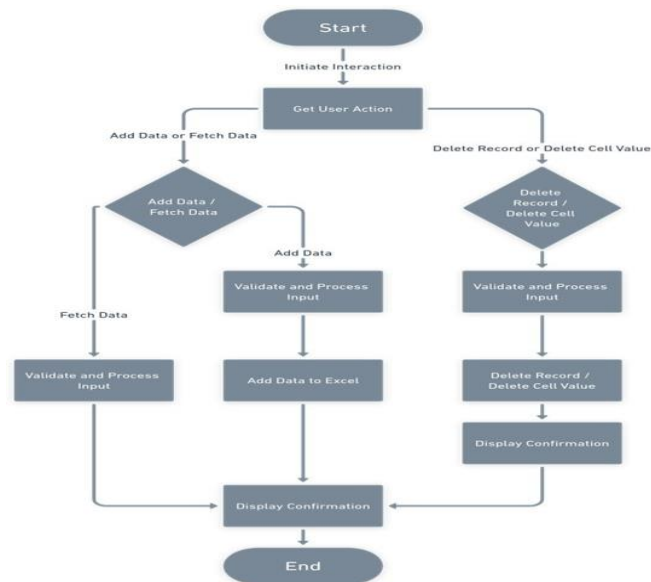 Start
Initiate Interaction
Get User Action
Add Data or Fetch Data
Delete Record or Delete Cell Value
Add Data /
Fetch Data
Delete
Record /
Delete Cell
Value
Add Data
Validate and Process
Input
Validate and Process
Input
Fetch Data
Validate and Process
Input
Add Data to Excel
Delete Record /
Delete Cell Value
Display Confirmation
Display Confirmation
End